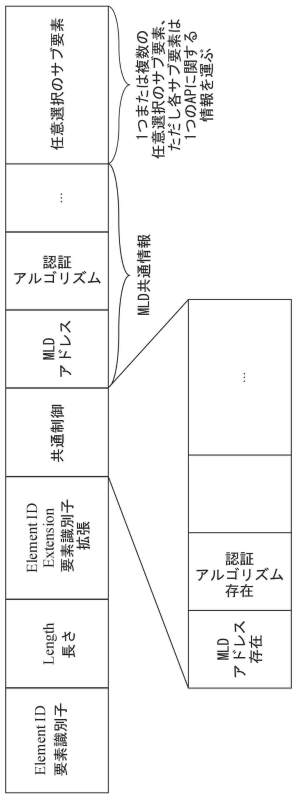 Element ID
要素識別子
Length
長さ
Element ID
Extension
要素識別子
拡張
共通制御
MLD
アドレス
認証
アルゴリズム
...
任意選択のサブ要素
MLD共通情報
1つまたは複数の
任意選択のサブ要素、
ただし各サブ要素は
1つのAPに関する
情報を運ぶ
MLD
アドレス
存在
認証
アルゴリズム
存在
...